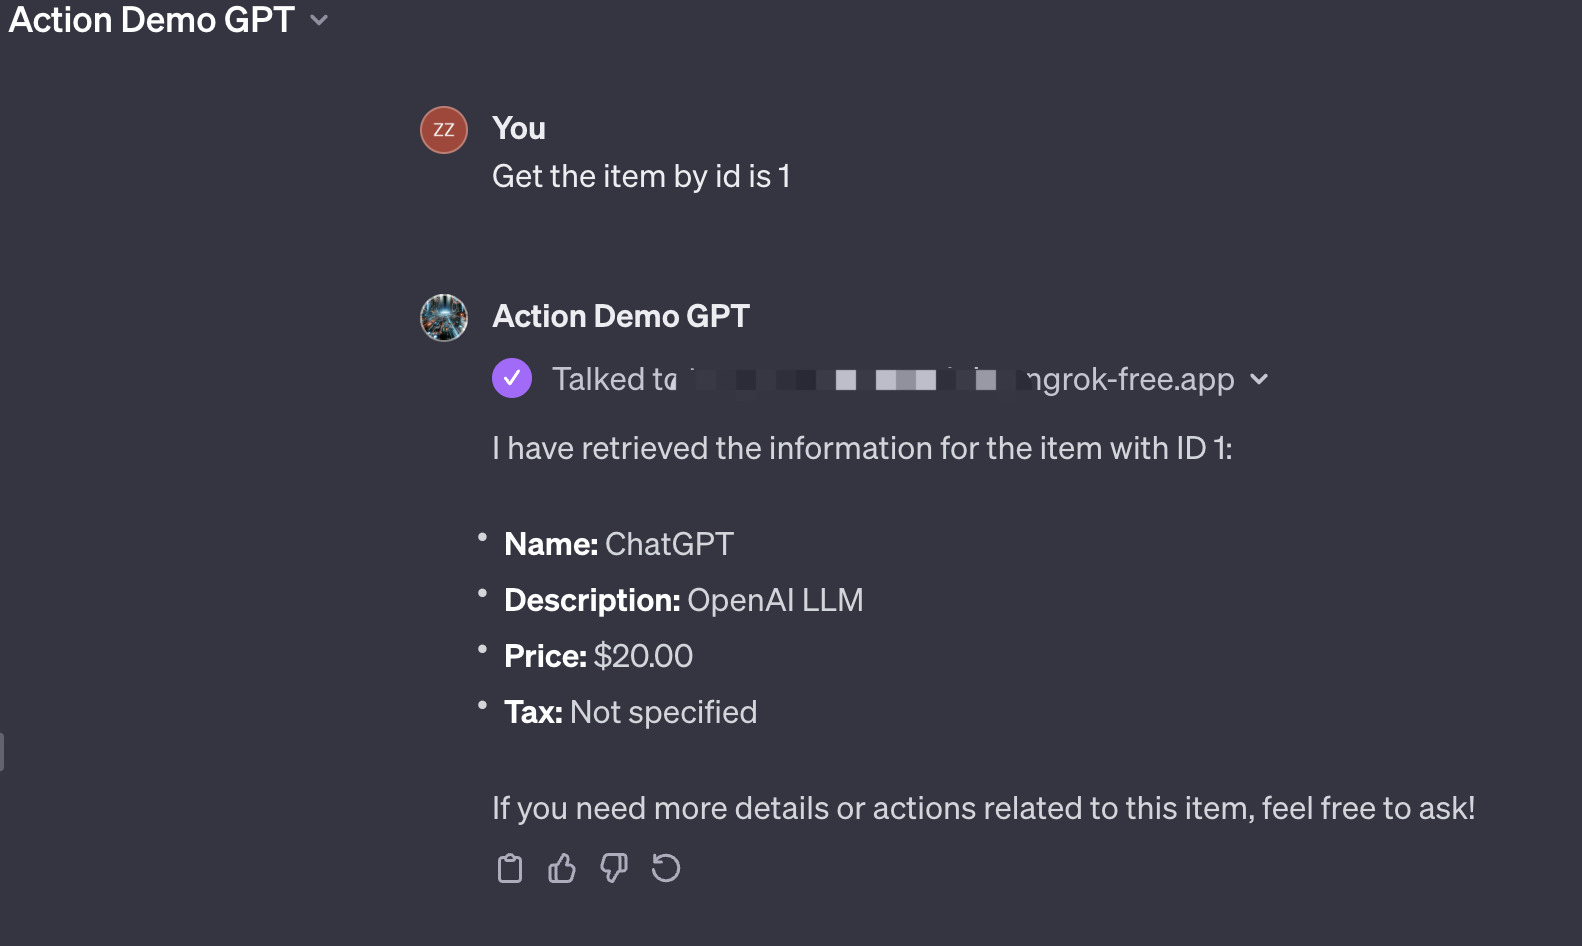 Action Demo GPT
ZZ You
Get the item by id is 1
Action Demo GPT
Talked to ngrok-free.app
I have retrieved the information for the item with ID 1:
• Name: ChatGPT
• Description: OpenAI LLM
• Price: $20.00
• Tax: Not specified
If you need more details or actions related to this item, feel free to ask!